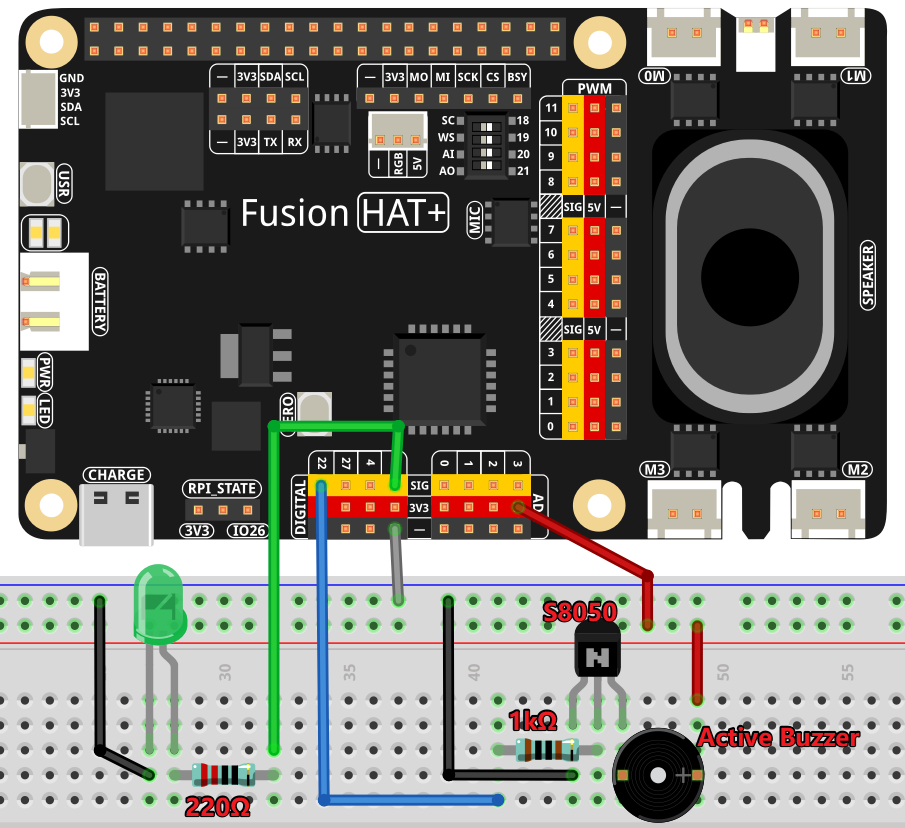 GND
3V3
SDA
SCL
— 3V3 SDA SCL
— 3V3 TX RX
— 3V3 MO MI SCK CS BSY
— RGB 5V
SC 18
WS 19
AI 20
AO 21
PWM
11
10
9
8
SIG 5V —
7
6
5
4
SIG 5V —
3
2
1
0
M0
M1
USR
Fusion HAT+
MIC
SPEAKER
BATTERY
PWR
LED
ERO
M3
M2
CHARGE
RPI_STATE
3V3 IO26
DIGITAL
22 27 4
SIG
3V3
—
0 1 2 3
AD
S8050
30 35 40 50 55
1kΩ
Active Buzzer
220Ω